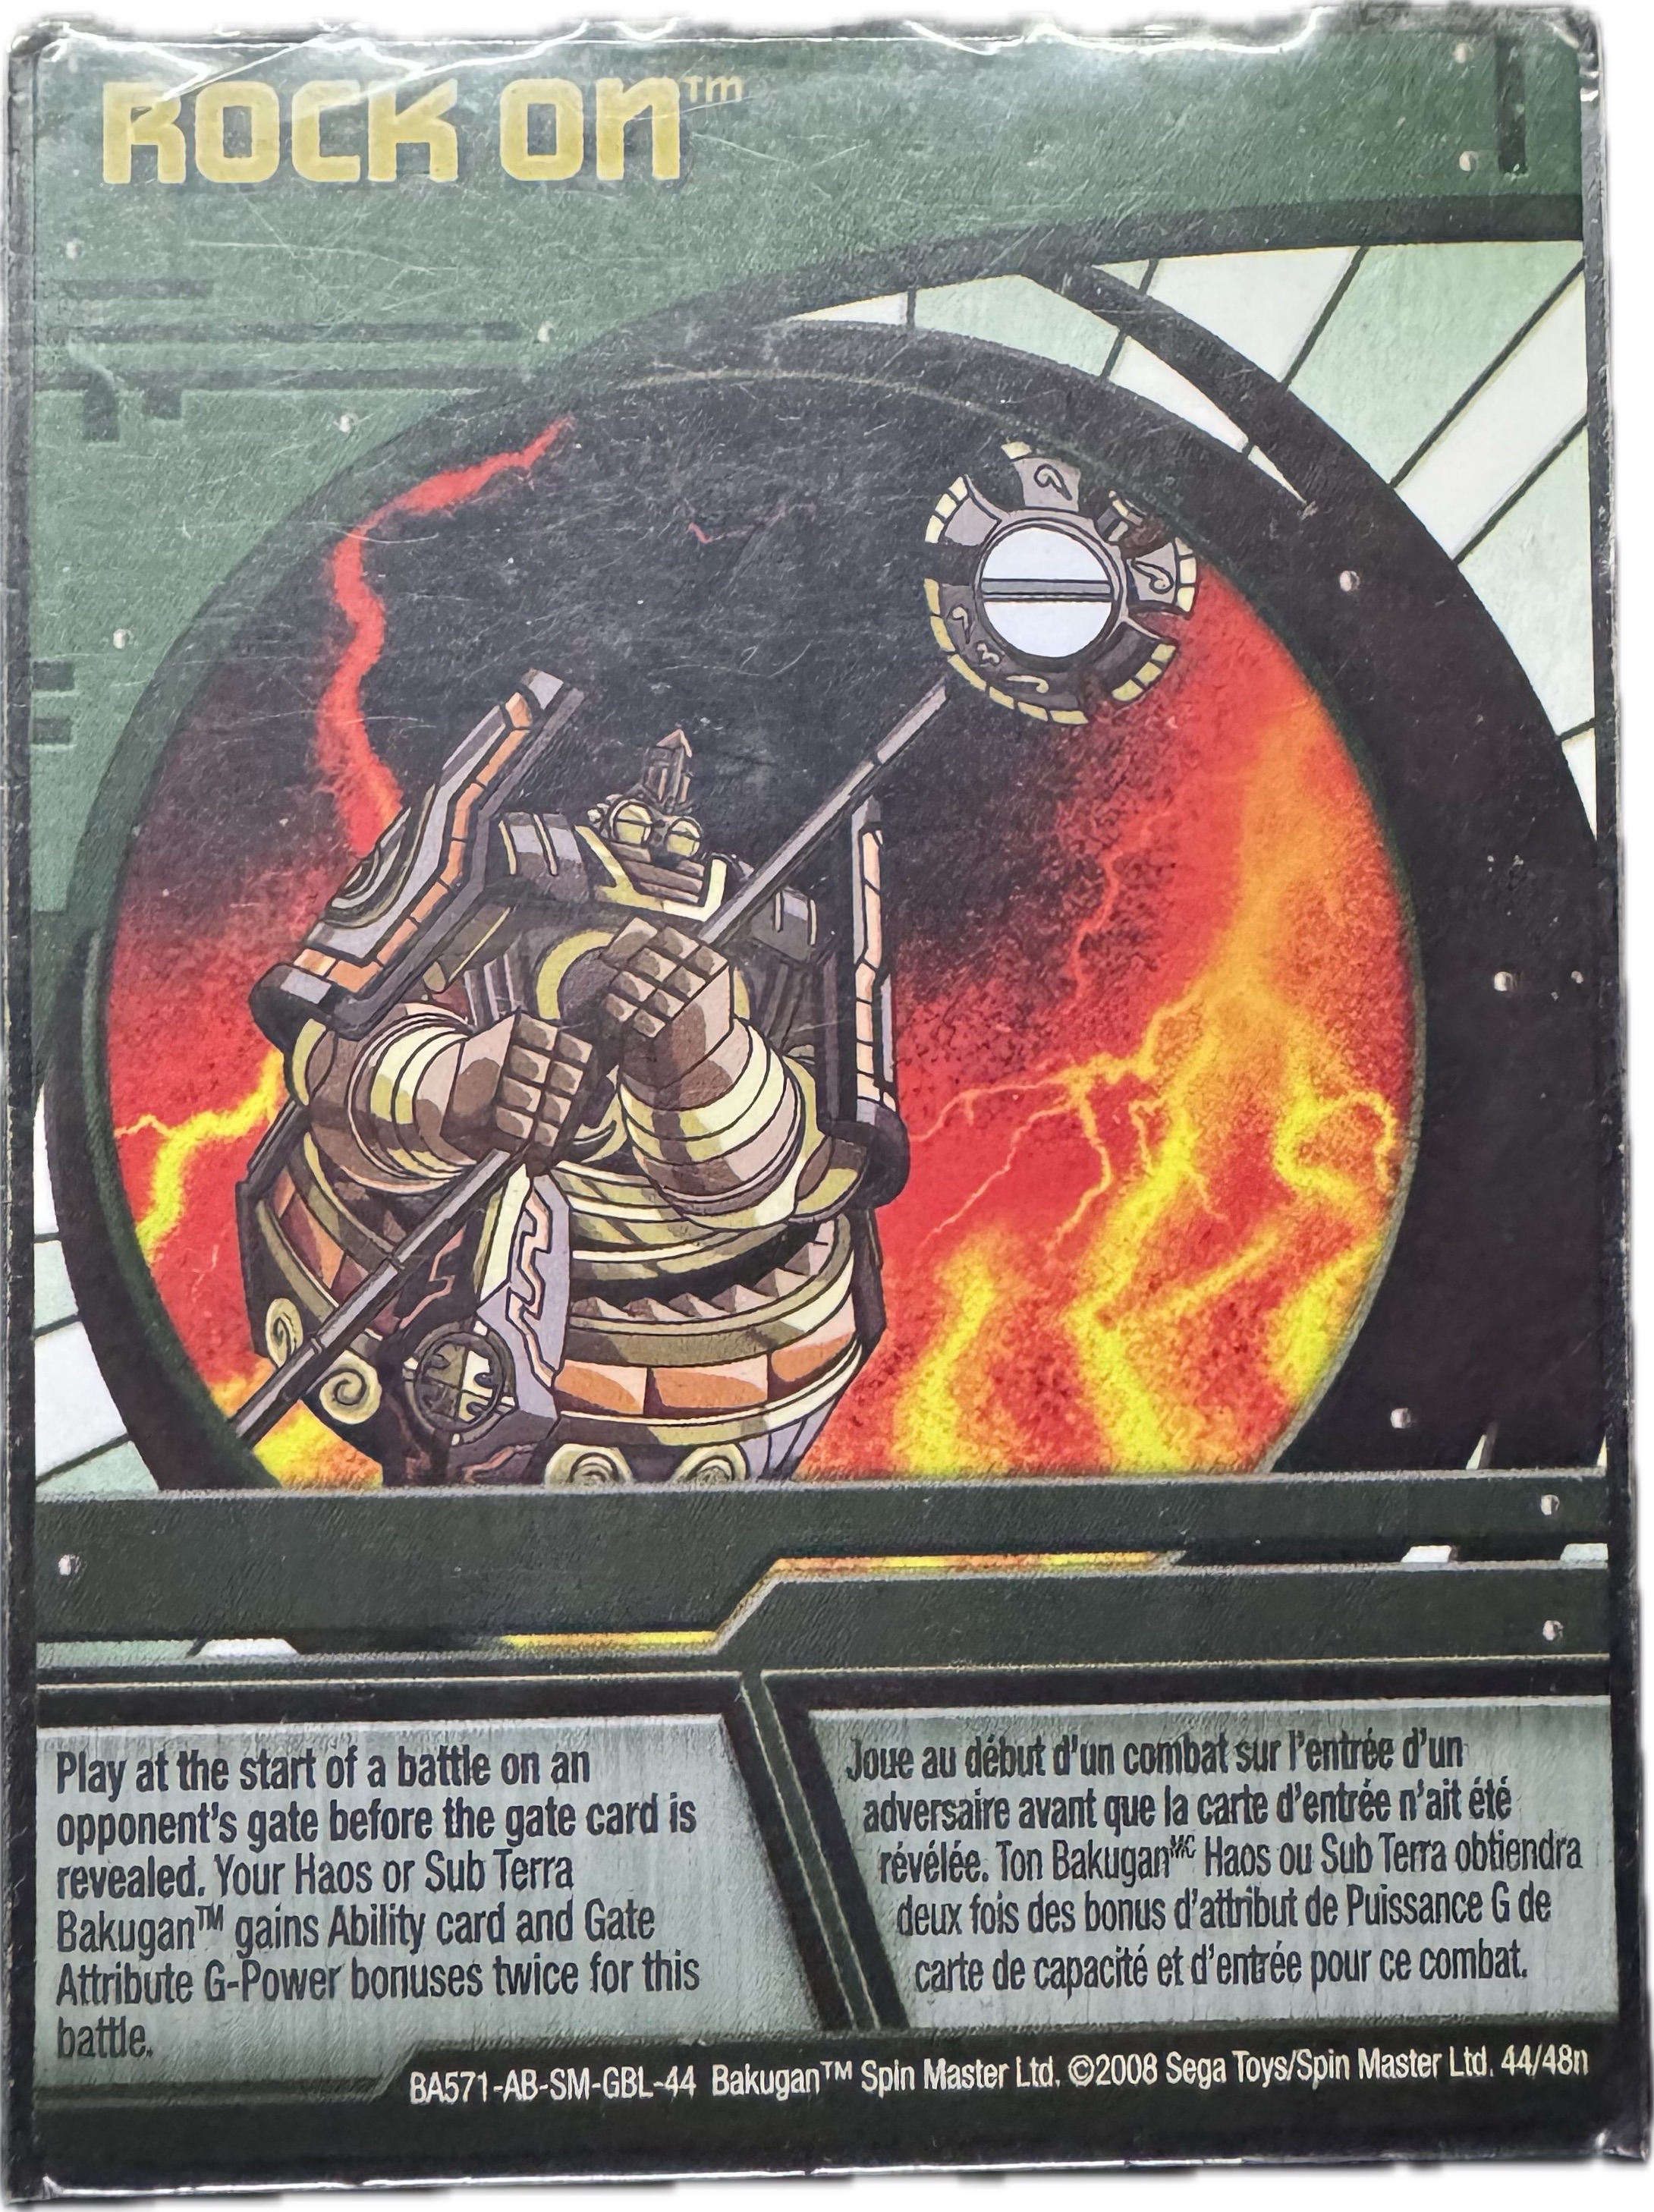 ROCK ON™
Play at the start of a battle on an
opponent's gate before the gate card is
revealed. Your Haos or Sub Terra
Bakugan™ gains Ability card and Gate
Attribute G-Power bonuses twice for this
battle.
Joue au début d'un combat sur l'entrée d'un
adversaire avant que la carte d'entrée n'ait été
révélée. Ton Bakugan MC Haos ou Sub Terra obtiendra
deux fois des bonus d'attribut de Puissance G de
carte de capacité et d'entrée pour ce combat.
BA571-AB-SM-GBL-44 Bakugan™ Spin Master Ltd. ©2008 Sega Toys/Spin Master Ltd. 44/48n